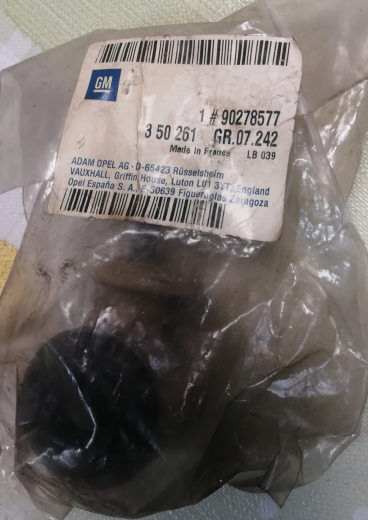 GM
1 # 90278577
3 50 261 GR.07.242
Made in France LB 039
ADAM OPEL AG · D-65423 Rüsselsheim
VAUXHALL, Griffin House, Luton LU1 3YT, England
Opel España S. A., E-50639 Figueruelas Zaragoza